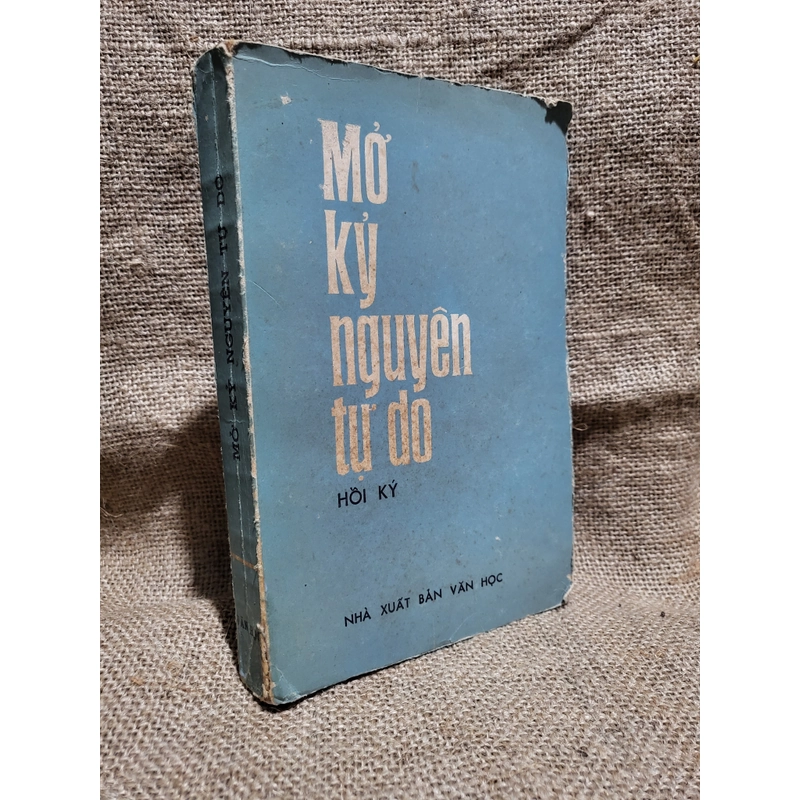 Mở
kỷ
nguyên
tự do
HỒI KÝ
NHÀ XUẤT BẢN VĂN HỌC
MỞ KỶ NGUYÊN TỰ DO